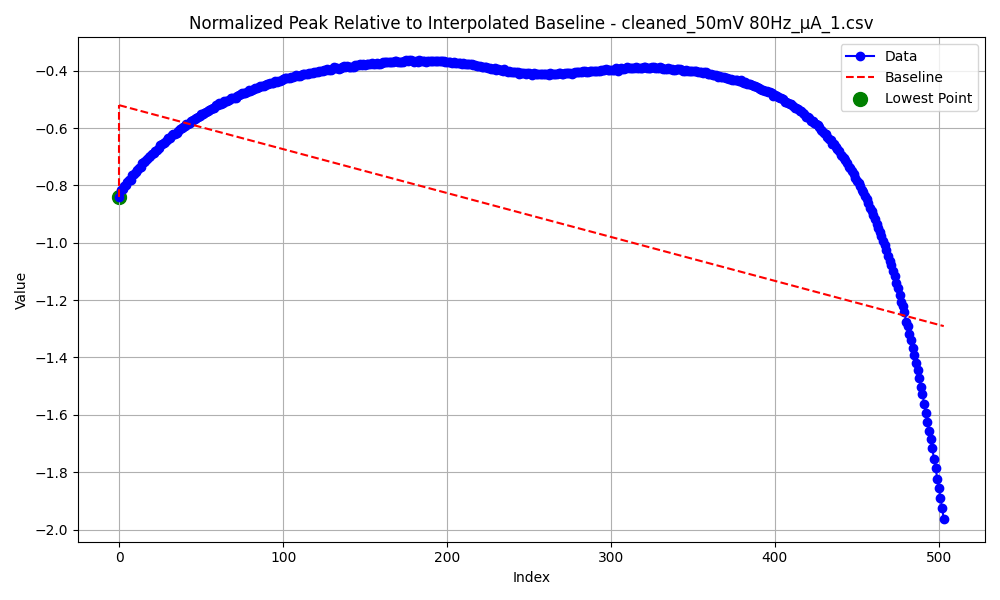 Normalized Peak Relative to Interpolated Baseline - cleaned_50mV 80Hz_μA_1.csv
Data
Baseline
Lowest Point
−0.4
−0.6
−0.8
−1.0
−1.2
−1.4
−1.6
−1.8
−2.0
Value
0
100
200
300
400
500
Index